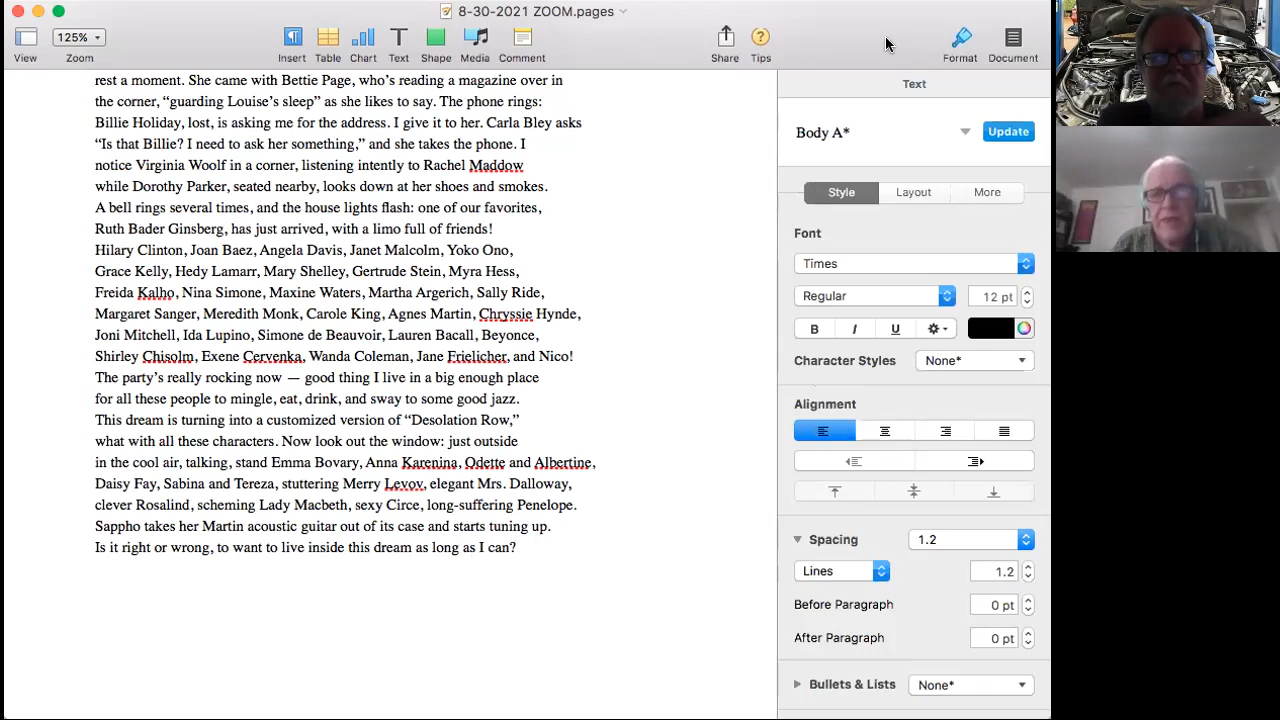 8-30-2021 ZOOM.pages
125%
View
Zoom
Insert
Table
Chart
Text
Shape
Media
Comment
Share
Tips
Format
Document
rest a moment. She came with Bettie Page, who’s reading a magazine over in
the corner, “guarding Louise’s sleep” as she likes to say. The phone rings:
Billie Holiday, lost, is asking me for the address. I give it to her. Carla Bley asks
“Is that Billie? I need to ask her something,” and she takes the phone. I
notice Virginia Woolf in a corner, listening intently to Rachel Maddow
while Dorothy Parker, seated nearby, looks down at her shoes and smokes.
A bell rings several times, and the house lights flash: one of our favorites,
Ruth Bader Ginsberg, has just arrived, with a limo full of friends!
Hilary Clinton, Joan Baez, Angela Davis, Janet Malcolm, Yoko Ono,
Grace Kelly, Hedy Lamarr, Mary Shelley, Gertrude Stein, Myra Hess,
Freida Kalho, Nina Simone, Maxine Waters, Martha Argerich, Sally Ride,
Margaret Sanger, Meredith Monk, Carole King, Agnes Martin, Chryssie Hynde,
Joni Mitchell, Ida Lupino, Simone de Beauvoir, Lauren Bacall, Beyonce,
Shirley Chisolm, Exene Cervenka, Wanda Coleman, Jane Frielicher, and Nico!
The party’s really rocking now — good thing I live in a big enough place
for all these people to mingle, eat, drink, and sway to some good jazz.
This dream is turning into a customized version of “Desolation Row,”
what with all these characters. Now look out the window: just outside
in the cool air, talking, stand Emma Bovary, Anna Karenina, Odette and Albertine,
Daisy Fay, Sabina and Tereza, stuttering Merry Levov, elegant Mrs. Dalloway,
clever Rosalind, scheming Lady Macbeth, sexy Circe, long-suffering Penelope.
Sappho takes her Martin acoustic guitar out of its case and starts tuning up.
Is it right or wrong, to want to live inside this dream as long as I can?
Text
Body A*
Update
Style
Layout
More
Font
Times
Regular
12 pt
B
I
U
Character Styles
None*
Alignment
Spacing
1.2
Lines
1.2
Before Paragraph
0 pt
After Paragraph
0 pt
Bullets & Lists
None*